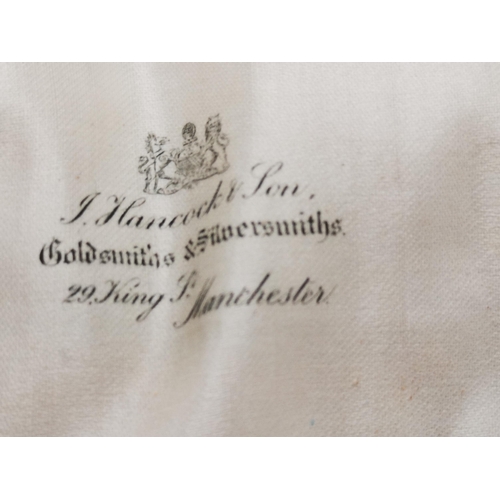 J. Hancock & Son,
Goldsmiths & Silversmiths.
29, King St. Manchester.